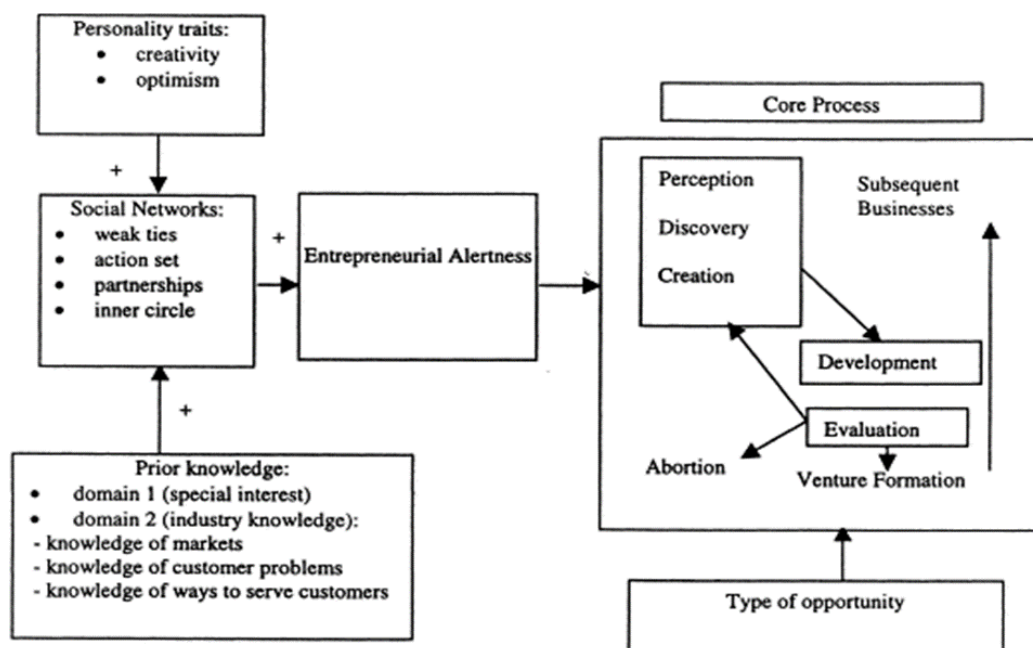 Personality traits:
• creativity
• optimism
+
Social Networks:
• weak ties
• action set
• partnerships
• inner circle
+
Entrepreneurial Alertness
+
Prior knowledge:
• domain 1 (special interest)
• domain 2 (industry knowledge):
- knowledge of markets
- knowledge of customer problems
- knowledge of ways to serve customers
Core Process
Perception
Discovery
Creation
Subsequent
Businesses
Development
Evaluation
Abortion
Venture Formation
Type of opportunity